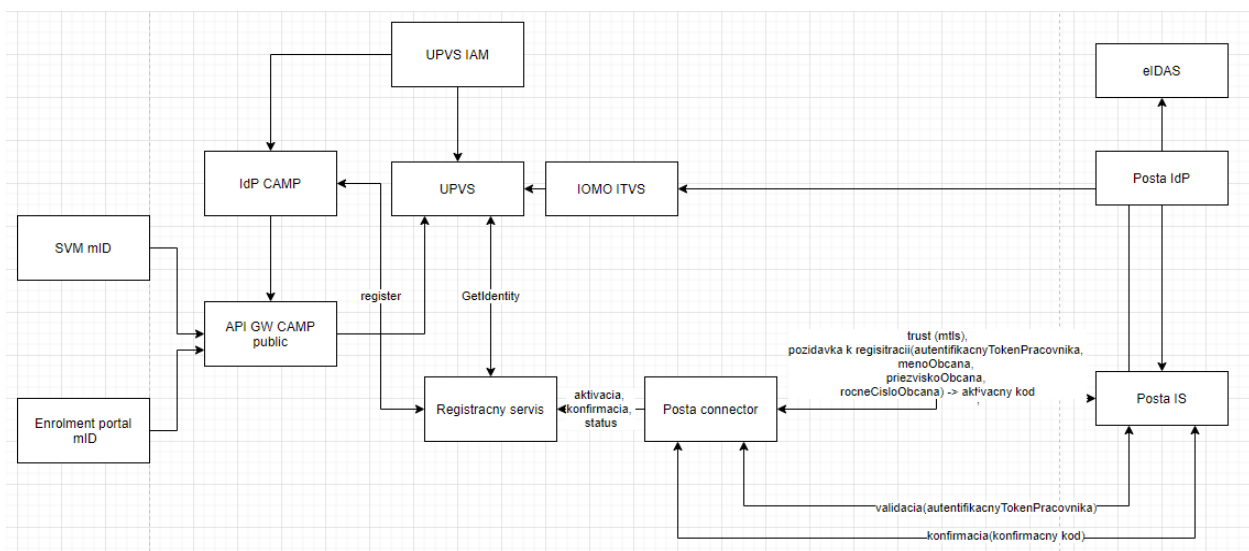 UPVS IAM
eIDAS
IdP CAMP
UPVS
IOMO ITVS
Posta IdP
SVM mID
register
GetIdentity
API GW CAMP
public
trust (mtls),
pozidavka k regisitracii(autentifikacnyTokenPracovnika,
menoObcana,
priezviskoObcana,
rocneCisloObcana) -> aktivacny kod
,
Enrolment portal
mID
Registracny servis
aktivacia,
konfirmacia,
status
Posta connector
Posta IS
validacia(autentifikacnyTokenPracovnika)
konfirmacia(konfirmacny kod)